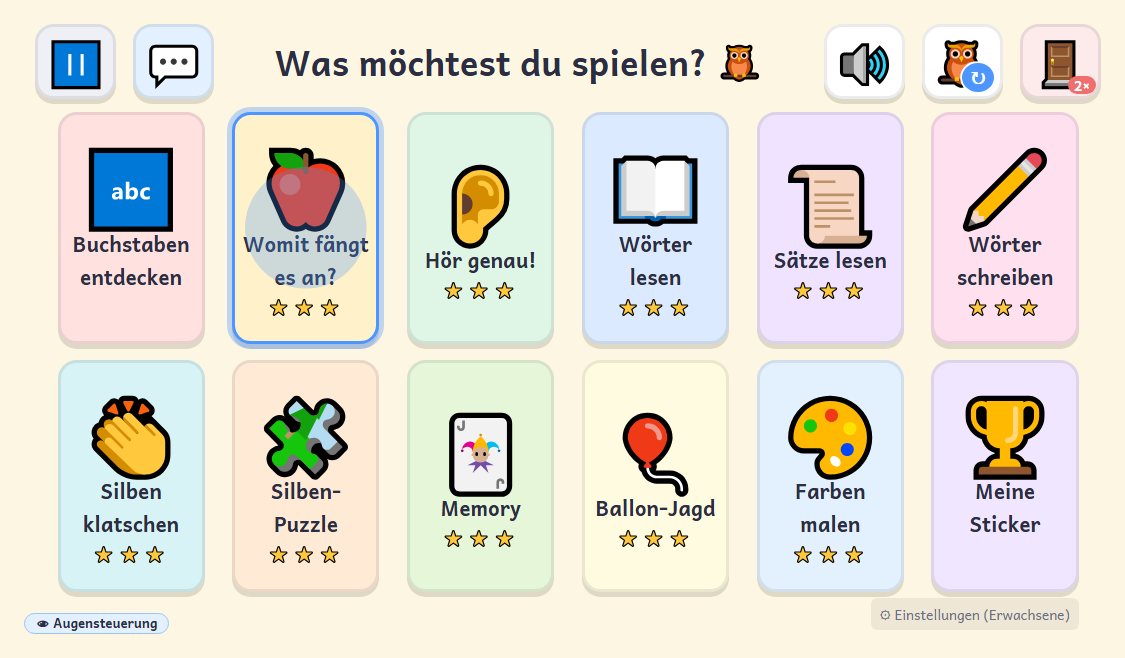 Was möchtest du spielen?
2×
abc
Buchstaben
entdecken
Womit fängt
es an?
Hör genau!
Wörter
lesen
Sätze lesen
Wörter
schreiben
Silben
klatschen
Silben-
Puzzle
J
J
Memory
Ballon-Jagd
Farben
malen
Meine
Sticker
Augensteuerung
Einstellungen (Erwachsene)